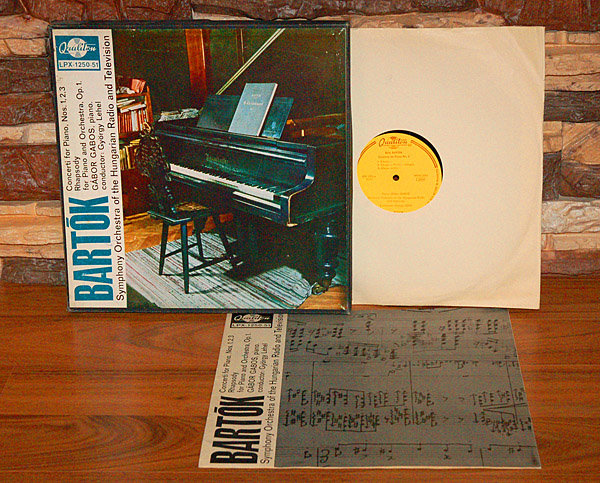 Qualiton
LPX-1250-51
BARTÓK
Concerti for Piano, Nos. 1, 2, 3
Rhapsody
for Piano and Orchestra, Op. 1.
GÁBOR GABOS, piano
conductor: György Lehel
Symphony Orchestra of the Hungarian Radio and Television
Qualiton
Qualiton
LPX-1250-51
BARTÓK
Concerti for Piano, Nos. 1, 2, 3
Rhapsody
for Piano and Orchestra, Op. 1.
GÁBOR GABOS, piano
conductor: György Lehel
Symphony Orchestra of the Hungarian Radio and Television